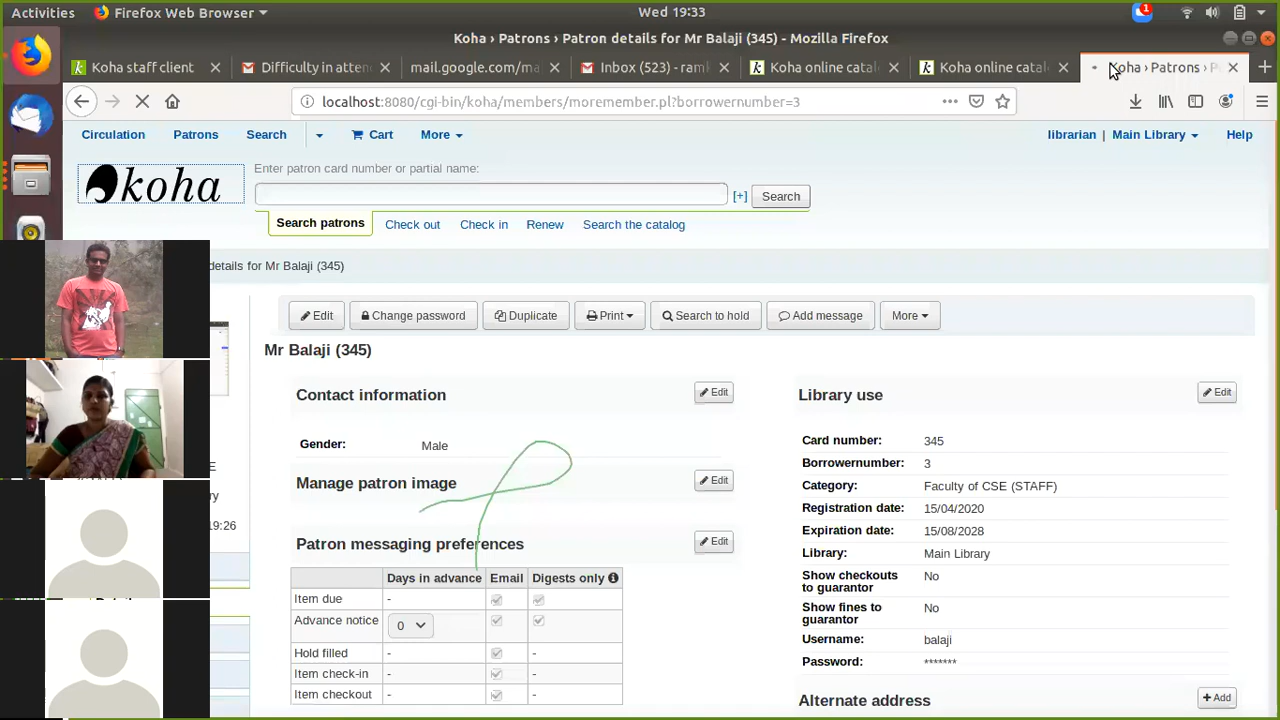 Activities Firefox Web Browser Wed 19:33 1
Koha › Patrons › Patron details for Mr Balaji (345) - Mozilla Firefox
Koha staff client Difficulty in atten mail.google.com/ma Inbox (523) - ram Koha online catal Koha online catal Koha › Patrons › P
localhost:8080/cgi-bin/koha/members/moremember.pl?borrowernumber=3
Circulation Patrons Search Cart More librarian | Main Library Help
koha
Enter patron card number or partial name:
[+] Search
Search patrons Check out Check in Renew Search the catalog
details for Mr Balaji (345)
Edit Change password Duplicate Print Search to hold Add message More
Mr Balaji (345)
Contact information Edit
Gender: Male
Manage patron image Edit
Patron messaging preferences Edit
Days in advance Email Digests only
Item due -
Advance notice 0
Hold filled - -
Item check-in - -
Item checkout - -
Library use Edit
Card number: 345
Borrowernumber: 3
Category: Faculty of CSE (STAFF)
Registration date: 15/04/2020
Expiration date: 15/08/2028
Library: Main Library
Show checkouts to guarantor No
Show fines to guarantor No
Username: balaji
Password: *******
Alternate address Add
19:26